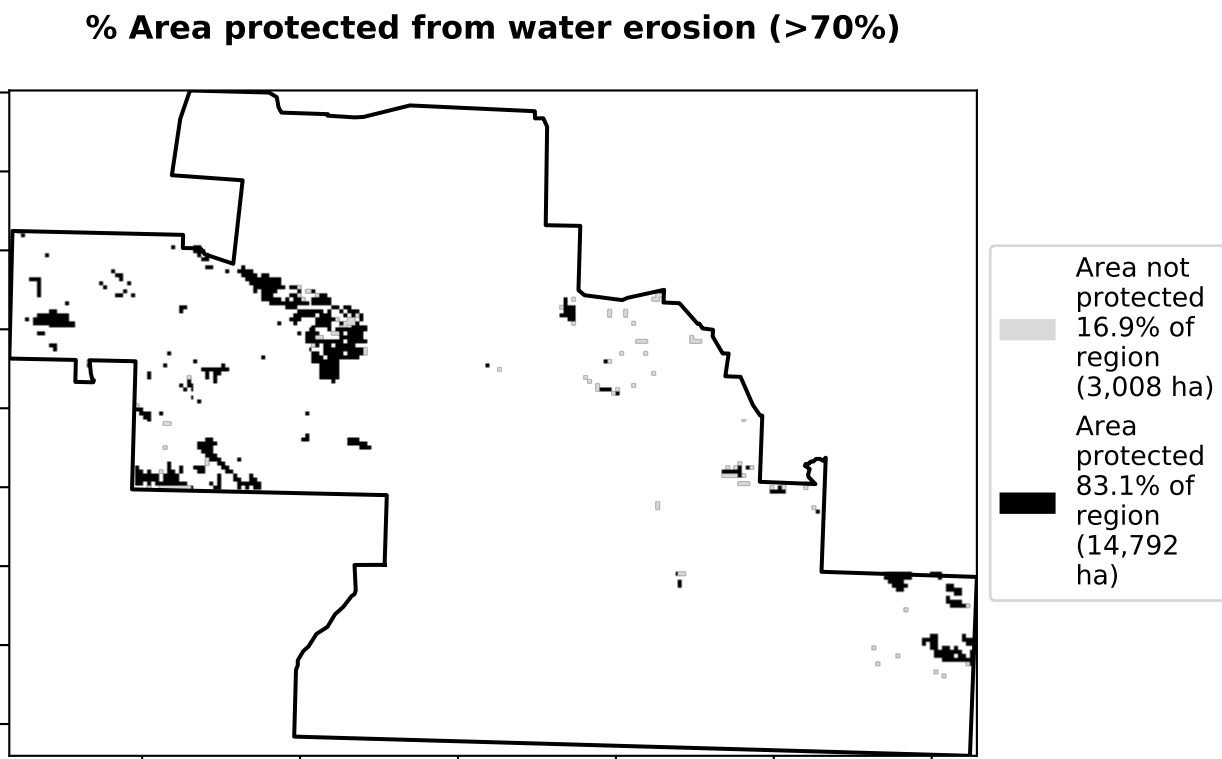 % Area protected from water erosion (>70%)
Area not
protected
16.9% of
region
(3,008 ha)
Area
protected
83.1% of
region
(14,792
ha)